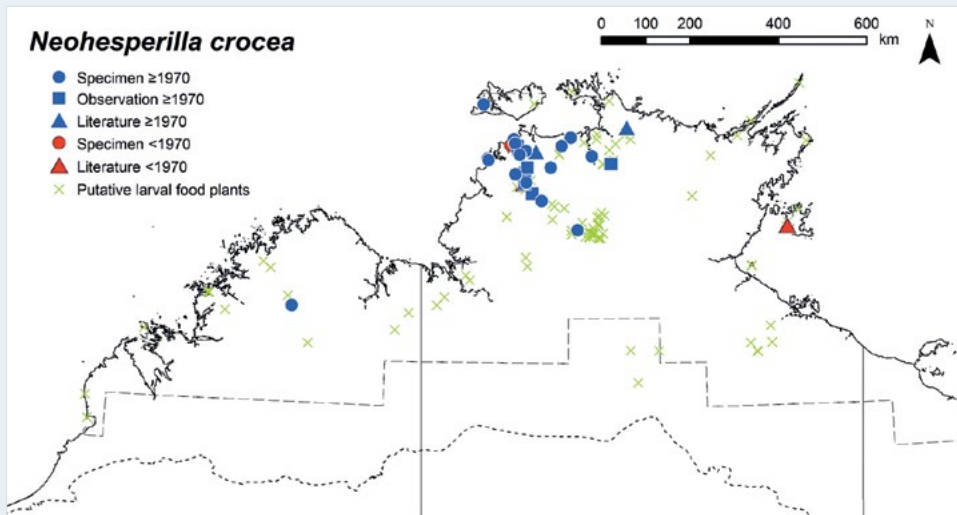 Neohesperilla crocea
Specimen ≥1970
Observation ≥1970
Literature ≥1970
Specimen <1970
Literature <1970
Putative larval food plants
0 100 200 400 600
km
N